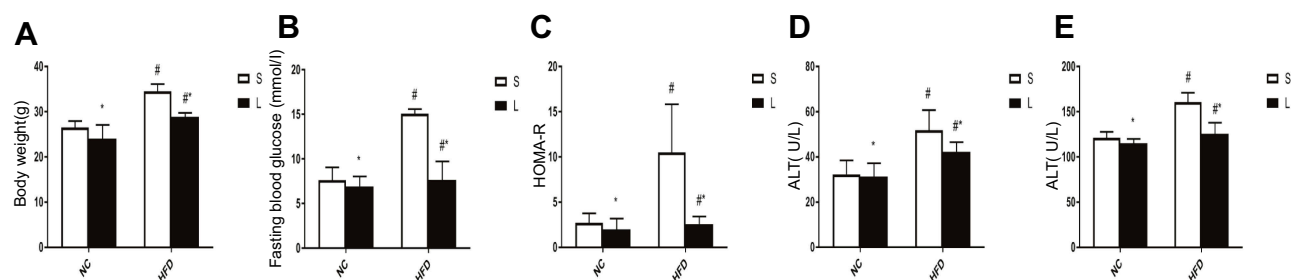 A
Body weight(g)
40
30
20
10
0
#
*
#*
S
L
NC
HFD
B
Fasting blood glucose (mmol/l)
20
15
10
5
0
#
*
#*
S
L
NC
HFD
C
HOMA-R
20
15
10
5
0
#
*
#*
S
L
NC
HFD
D
ALT( U/L)
80
60
40
20
0
#
*
#*
S
L
NC
HFD
E
ALT( U/L)
200
150
100
50
0
#
*
#*
S
L
NC
HFD